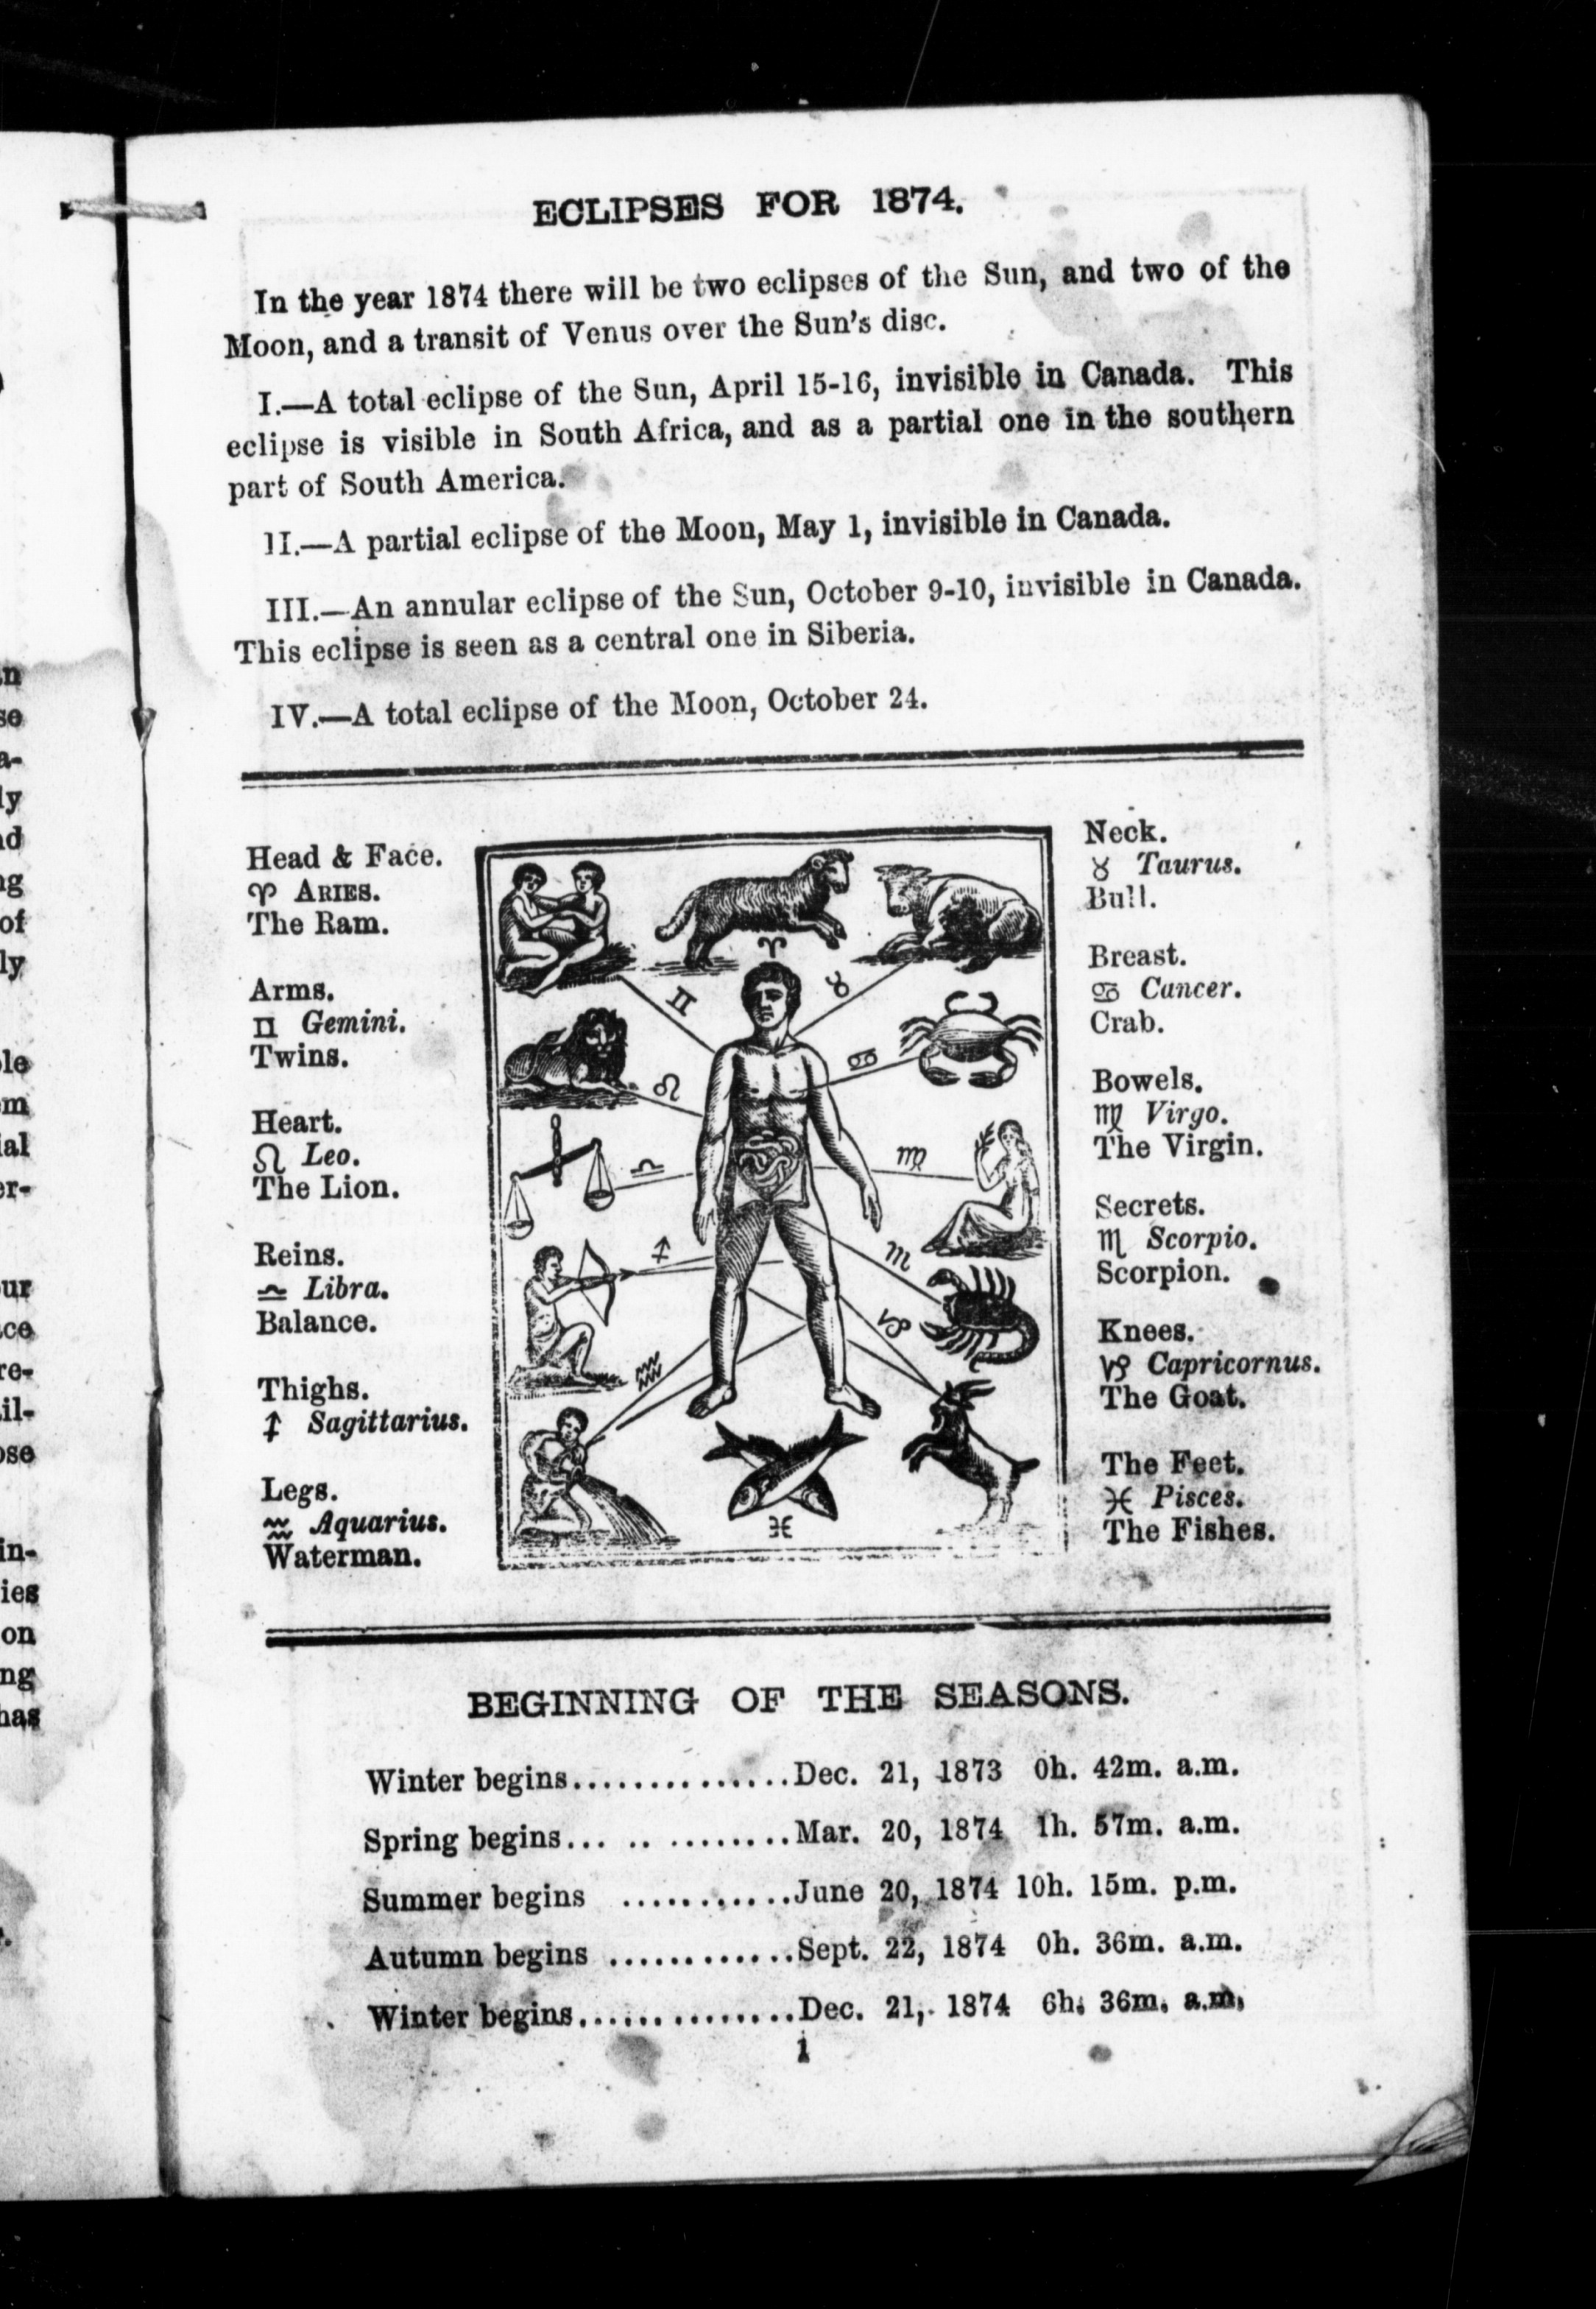 ECLIPSES FOR 1874.
In the year 1874 there will be two eclipses of the Sun, and two of the
Moon, and a transit of Venus over the Sun's disc.
I.—A total eclipse of the Sun, April 15-16, invisible in Canada. This
eclipse is visible in South Africa, and as a partial one in the southern
part of South America.
II.—A partial eclipse of the Moon, May 1, invisible in Canada.
III.—An annular eclipse of the Sun, October 9-10, invisible in Canada.
This eclipse is seen as a central one in Siberia.
IV.—A total eclipse of the Moon, October 24.
Head & Face.
♈ ARIES.
The Ram.
Arms.
♊ Gemini.
Twins.
Heart.
♌ Leo.
The Lion.
Reins.
♎ Libra.
Balance.
Thighs.
♐ Sagittarius.
Legs.
♒ Aquarius.
Waterman.
♈
♊
♉
♌
♋
♎
♍
♐
♏
♒
♑
♓
Neck.
♉ Taurus.
Bull.
Breast.
♋ Cancer.
Crab.
Bowels.
♍ Virgo.
The Virgin.
Secrets.
♏ Scorpio.
Scorpion.
Knees.
♑ Capricornus.
The Goat.
The Feet.
♓ Pisces.
The Fishes.
BEGINNING OF THE SEASONS.
Winter begins..............Dec. 21, 1873 0h. 42m. a.m.
Spring begins... .. ........Mar. 20, 1874 1h. 57m. a.m.
Summer begins ...........June 20, 1874 10h. 15m. p.m.
Autumn begins ............Sept. 22, 1874 0h. 36m. a.m.
Winter begins..............Dec. 21, 1874 6h. 36m. a.m.
1